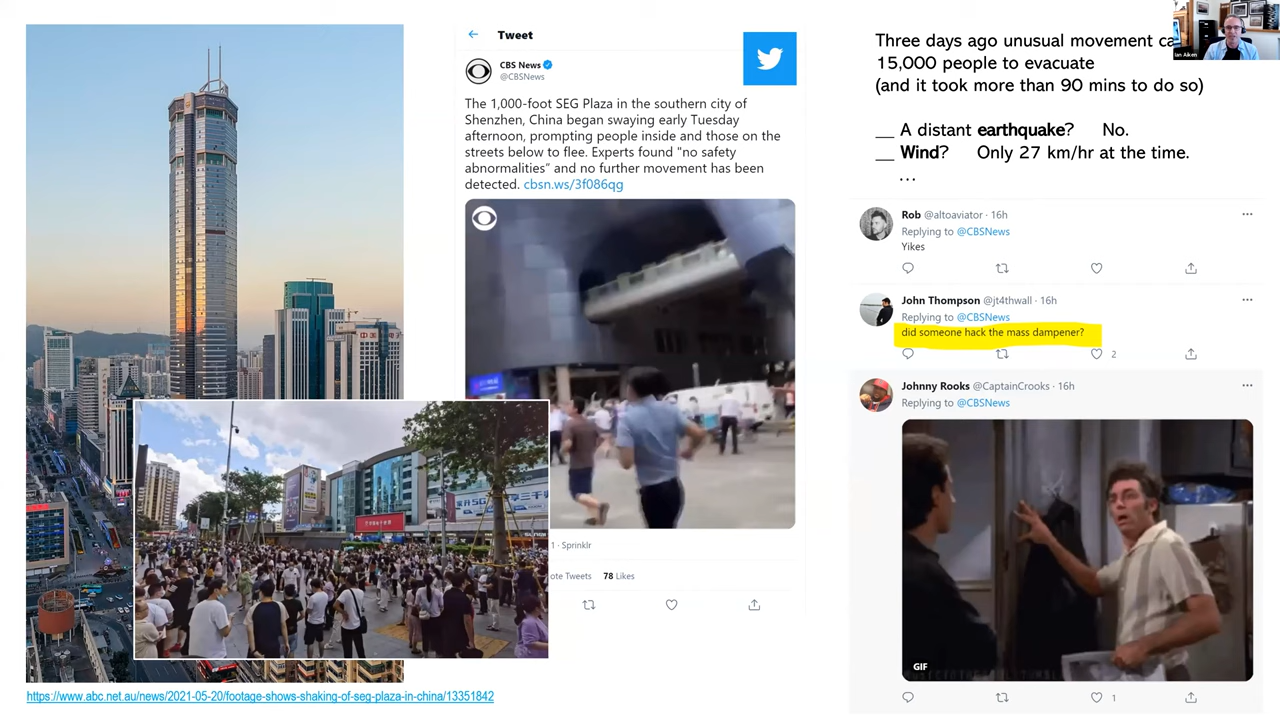 Tweet
CBS News
@CBSNews
The 1,000-foot SEG Plaza in the southern city of
Shenzhen, China began swaying early Tuesday
afternoon, prompting people inside and those on the
streets below to flee. Experts found "no safety
abnormalities" and no further movement has been
detected. cbsn.ws/3f086qg
1 · Sprinklr
ote Tweets 78 Likes
https://www.abc.net.au/news/2021-05-20/footage-shows-shaking-of-seg-plaza-in-china/13351842
Three days ago unusual movement ca
15,000 people to evacuate
(and it took more than 90 mins to do so)
__ A distant earthquake? No.
__ Wind? Only 27 km/hr at the time.
...
Ian Aiken
Rob @altoaviator · 16h
Replying to @CBSNews
Yikes
John Thompson @jt4thwall · 16h
Replying to @CBSNews
did someone hack the mass dampener?
2
Johnny Rooks @CaptainCrooks · 16h
Replying to @CBSNews
GIF
1